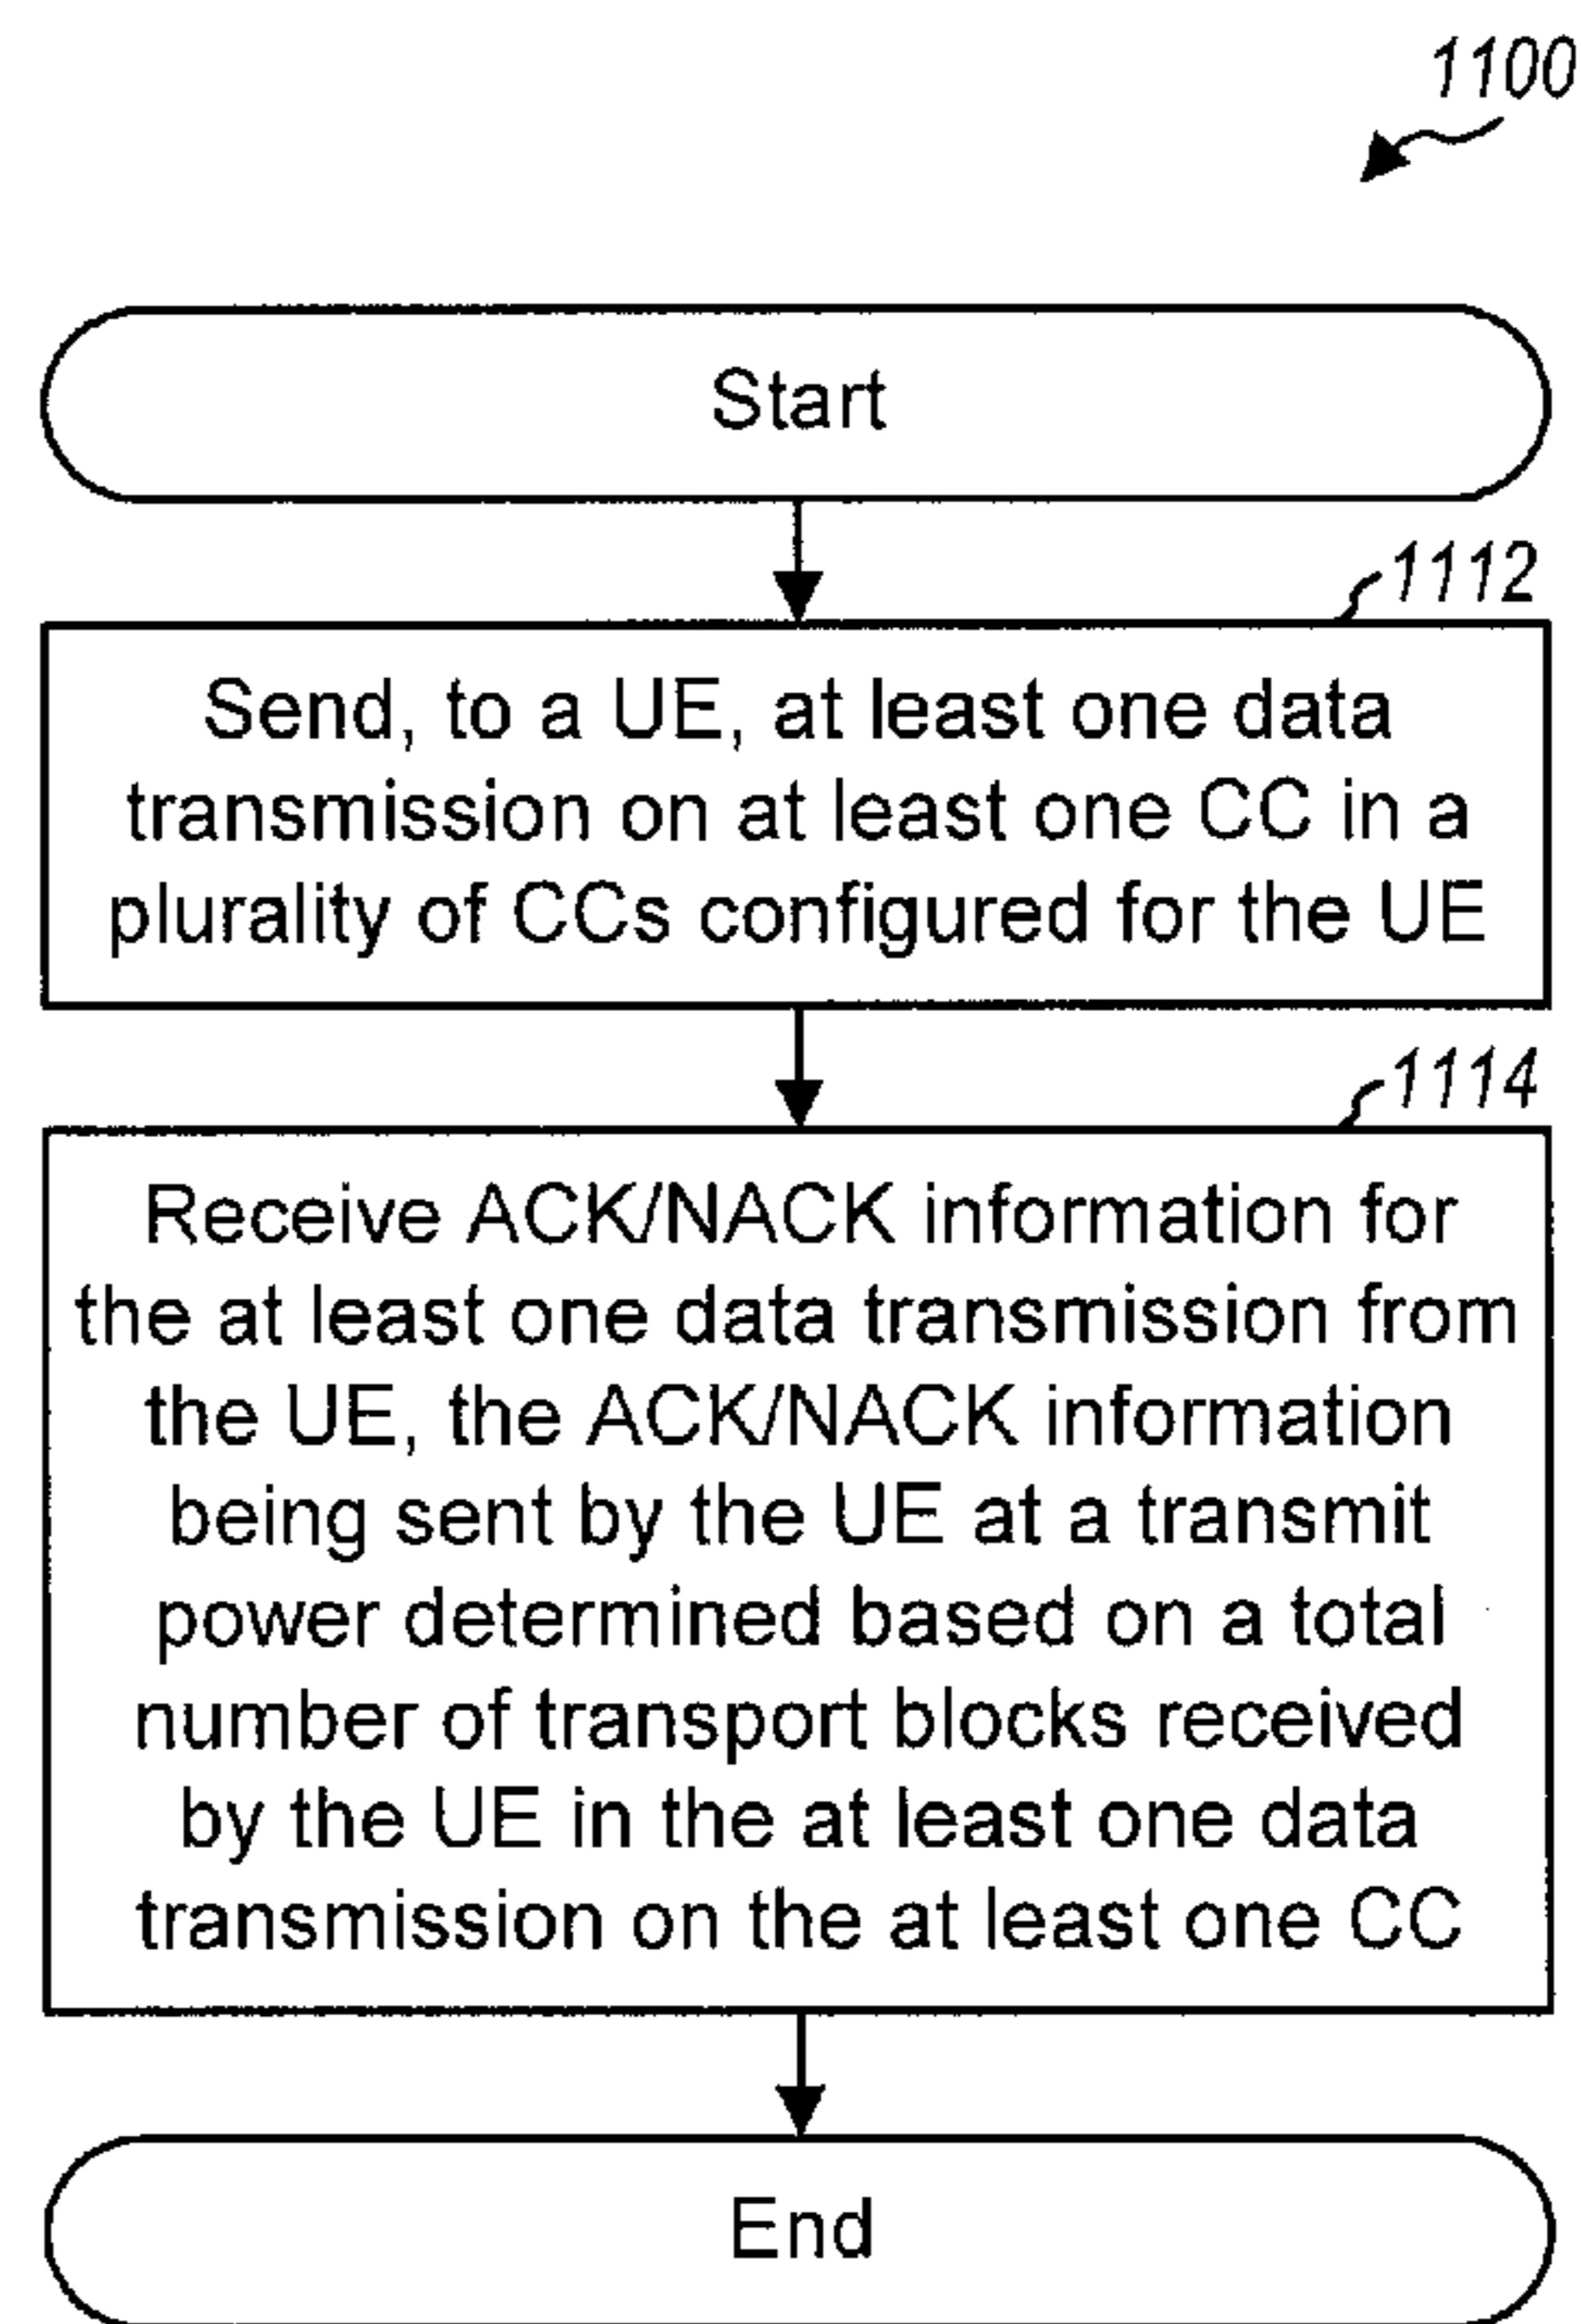 1100
Start
1112
Send, to a UE, at least one data
transmission on at least one CC in a
plurality of CCs configured for the UE
1114
Receive ACK/NACK information for
the at least one data transmission from
the UE, the ACK/NACK information
being sent by the UE at a transmit
power determined based on a total
number of transport blocks received
by the UE in the at least one data
transmission on the at least one CC
End